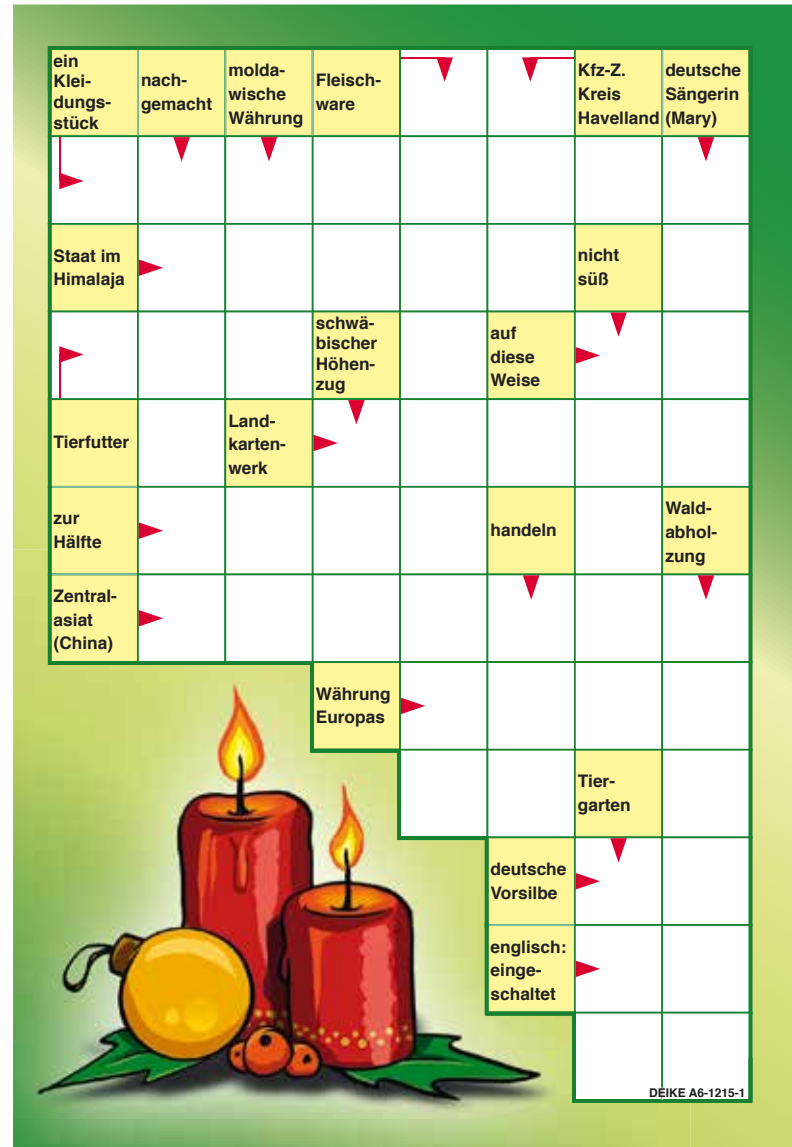 ein
Klei-
dungs-
stück
nach-
gemacht
molda-
wische
Währung
Fleisch-
ware
Kfz-Z.
Kreis
Havelland
deutsche
Sängerin
(Mary)
Staat im
Himalaja
nicht
süß
schwä-
bischer
Höhen-
zug
auf
diese
Weise
Tierfutter
Land-
karten-
werk
zur
Hälfte
handeln
Wald-
abhol-
zung
Zentral-
asiat
(China)
Währung
Europas
Tier-
garten
deutsche
Vorsilbe
englisch:
einge-
schaltet
DEIKE A6-1215-1